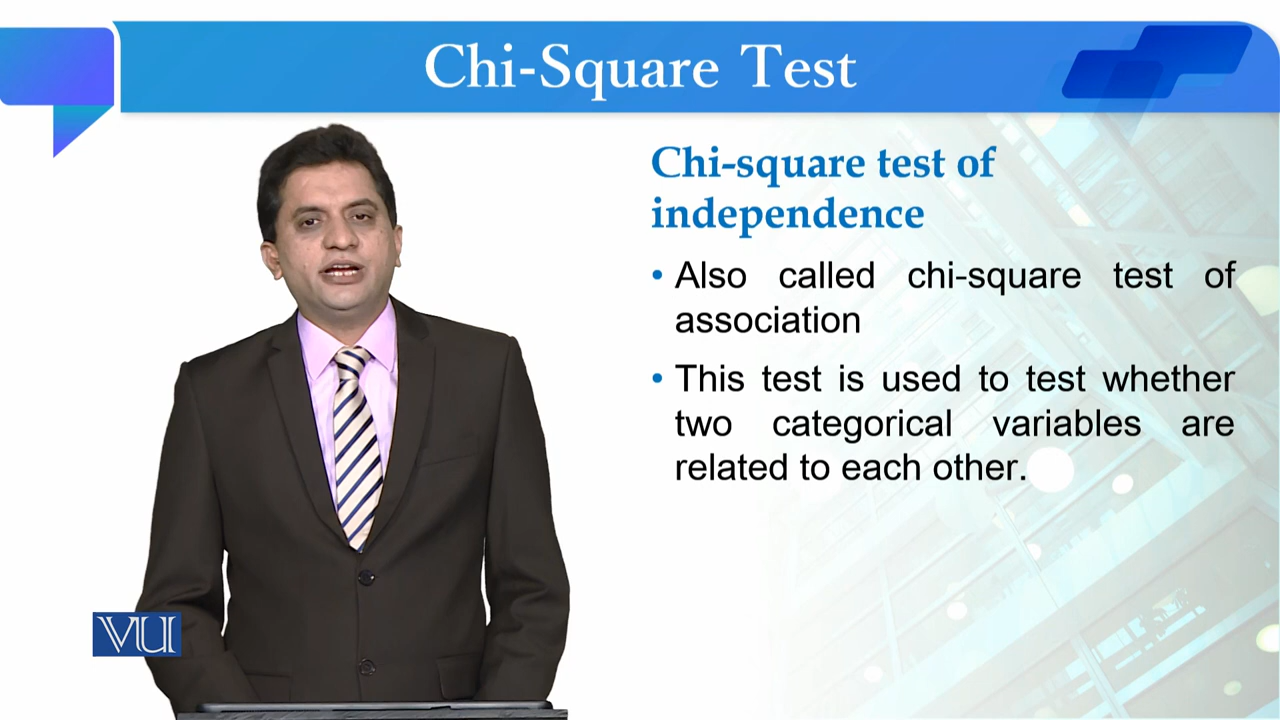 Chi-Square Test
Chi-square test of
independence
• Also called chi-square test of
association
• This test is used to test whether
two categorical variables are
related to each other.
VU